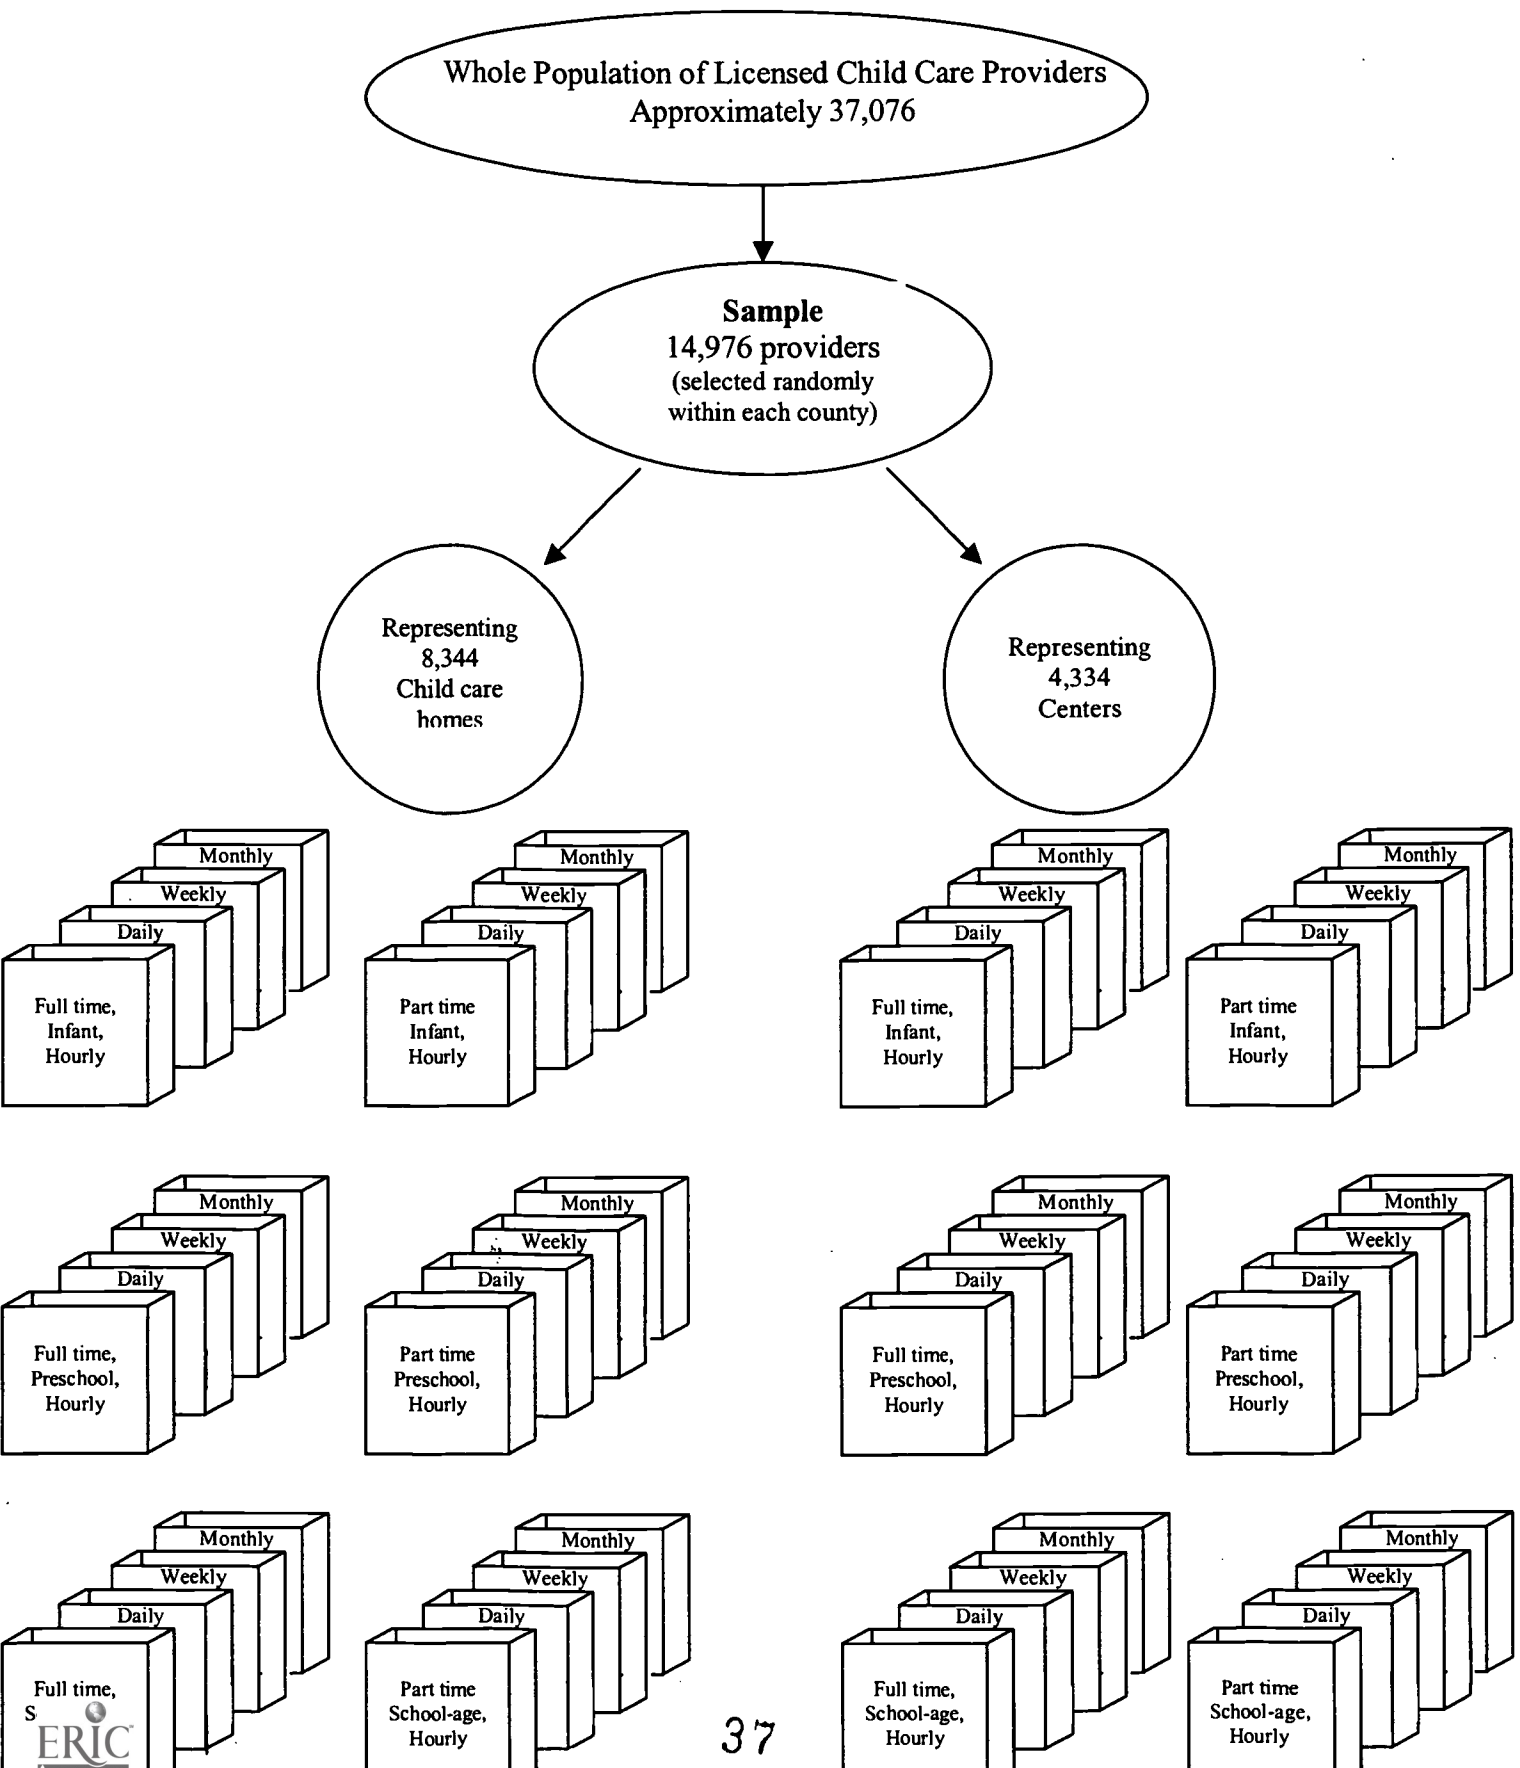 Whole Population of Licensed Child Care Providers
Approximately 37,076
Sample
14,976 providers
(selected randomly
within each county)
Representing
8,344
Child care
homes
Representing
4,334
Centers
Monthly
Weekly
Daily
Full time,
Infant,
Hourly
Monthly
Weekly
Daily
Part time
Infant,
Hourly
Monthly
Weekly
Daily
Full time,
Infant,
Hourly
Monthly
Weekly
Daily
Part time
Infant,
Hourly
Monthly
Weekly
Daily
Full time,
Preschool,
Hourly
Monthly
Weekly
Daily
Part time
Preschool,
Hourly
Monthly
Weekly
Daily
Full time,
Preschool,
Hourly
Monthly
Weekly
Daily
Part time
Preschool,
Hourly
Monthly
Weekly
Daily
Full time,
S
ERIC
Monthly
Weekly
Daily
Part time
School-age,
Hourly
Monthly
Weekly
Daily
Full time,
School-age,
Hourly
Monthly
Weekly
Daily
Part time
School-age,
Hourly
37